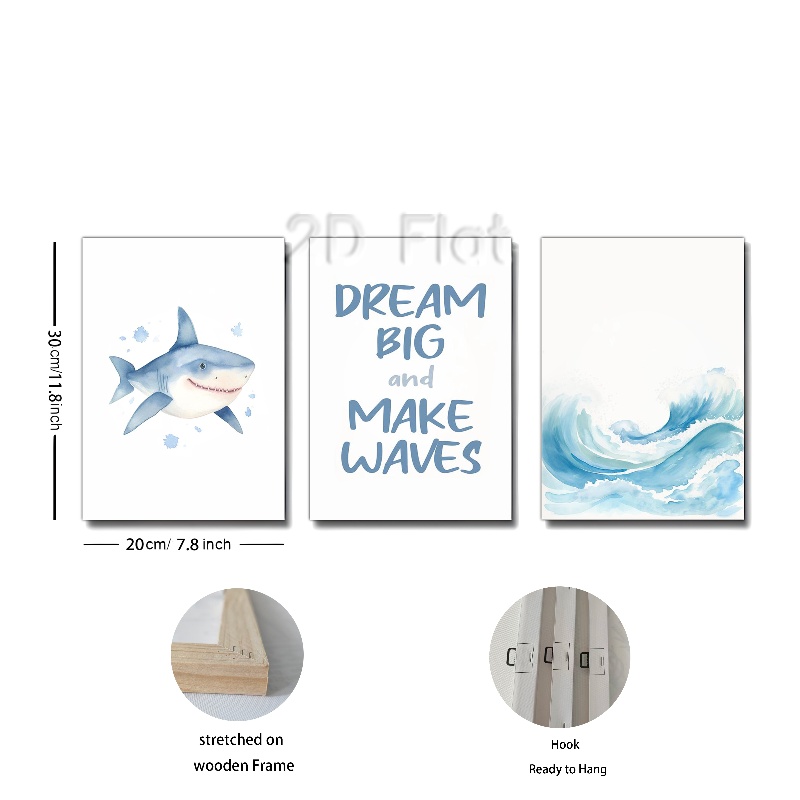 2D Flat
DREAM
BIG
and
MAKE
WAVES
30cm/11.8inch
20cm/ 7.8 inch
stretched on
wooden Frame
Hook
Ready to Hang